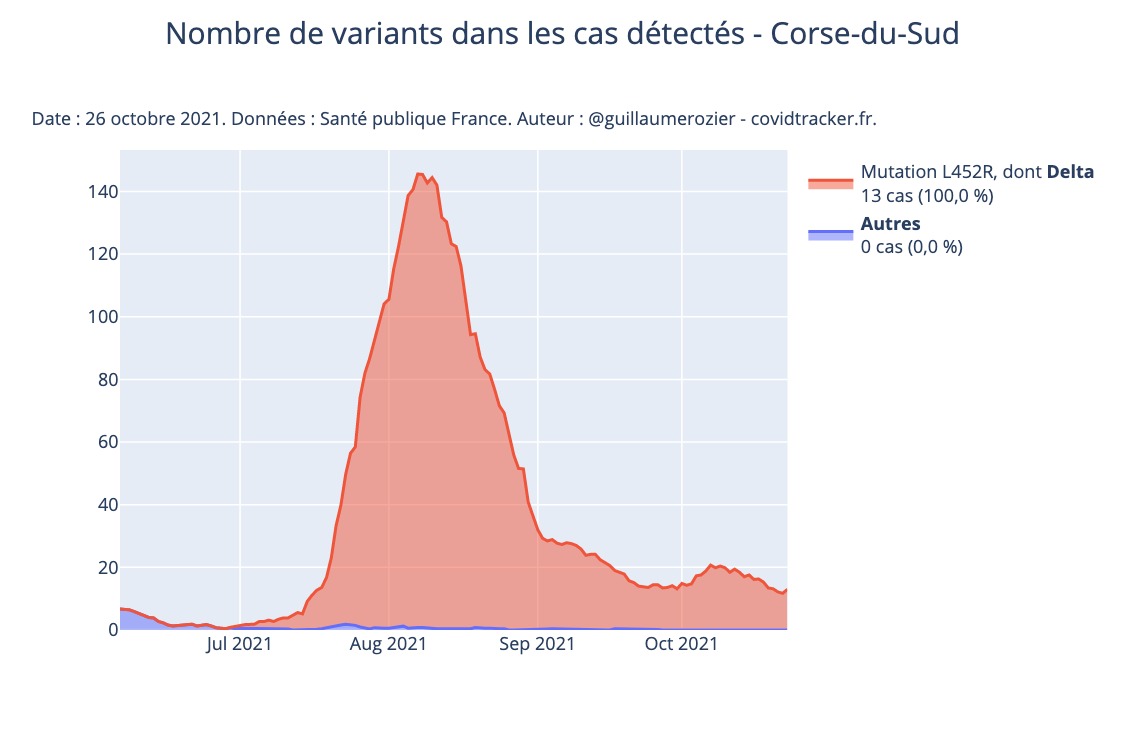 Nombre de variants dans les cas détectés - Corse-du-Sud
Date : 26 octobre 2021. Données : Santé publique France. Auteur : @guillaumerozier - covidtracker.fr.
Mutation L452R, dont Delta
13 cas (100,0 %)
Autres
0 cas (0,0 %)
140
120
100
80
60
40
20
0
Jul 2021 Aug 2021 Sep 2021 Oct 2021